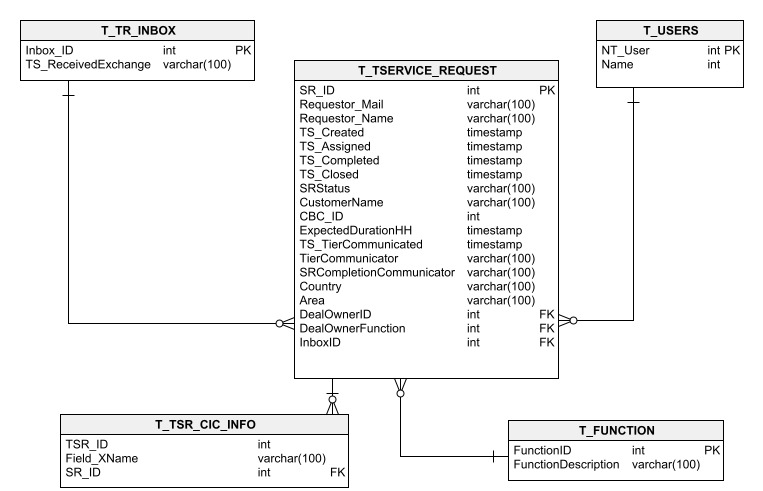 T_TR_INBOX
Inbox_ID int PK
TS_ReceivedExchange varchar(100)
T_USERS
NT_User int PK
Name int
T_TSERVICE_REQUEST
SR_ID int PK
Requestor_Mail varchar(100)
Requestor_Name varchar(100)
TS_Created timestamp
TS_Assigned timestamp
TS_Completed timestamp
TS_Closed timestamp
SRStatus varchar(100)
CustomerName varchar(100)
CBC_ID int
ExpectedDurationHH timestamp
TS_TierCommunicated timestamp
TierCommunicator varchar(100)
SRCompletionCommunicator varchar(100)
Country varchar(100)
Area varchar(100)
DealOwnerID int FK
DealOwnerFunction int FK
InboxID int FK
T_TSR_CIC_INFO
TSR_ID int
Field_XName varchar(100)
SR_ID int FK
T_FUNCTION
FunctionID int PK
FunctionDescription varchar(100)